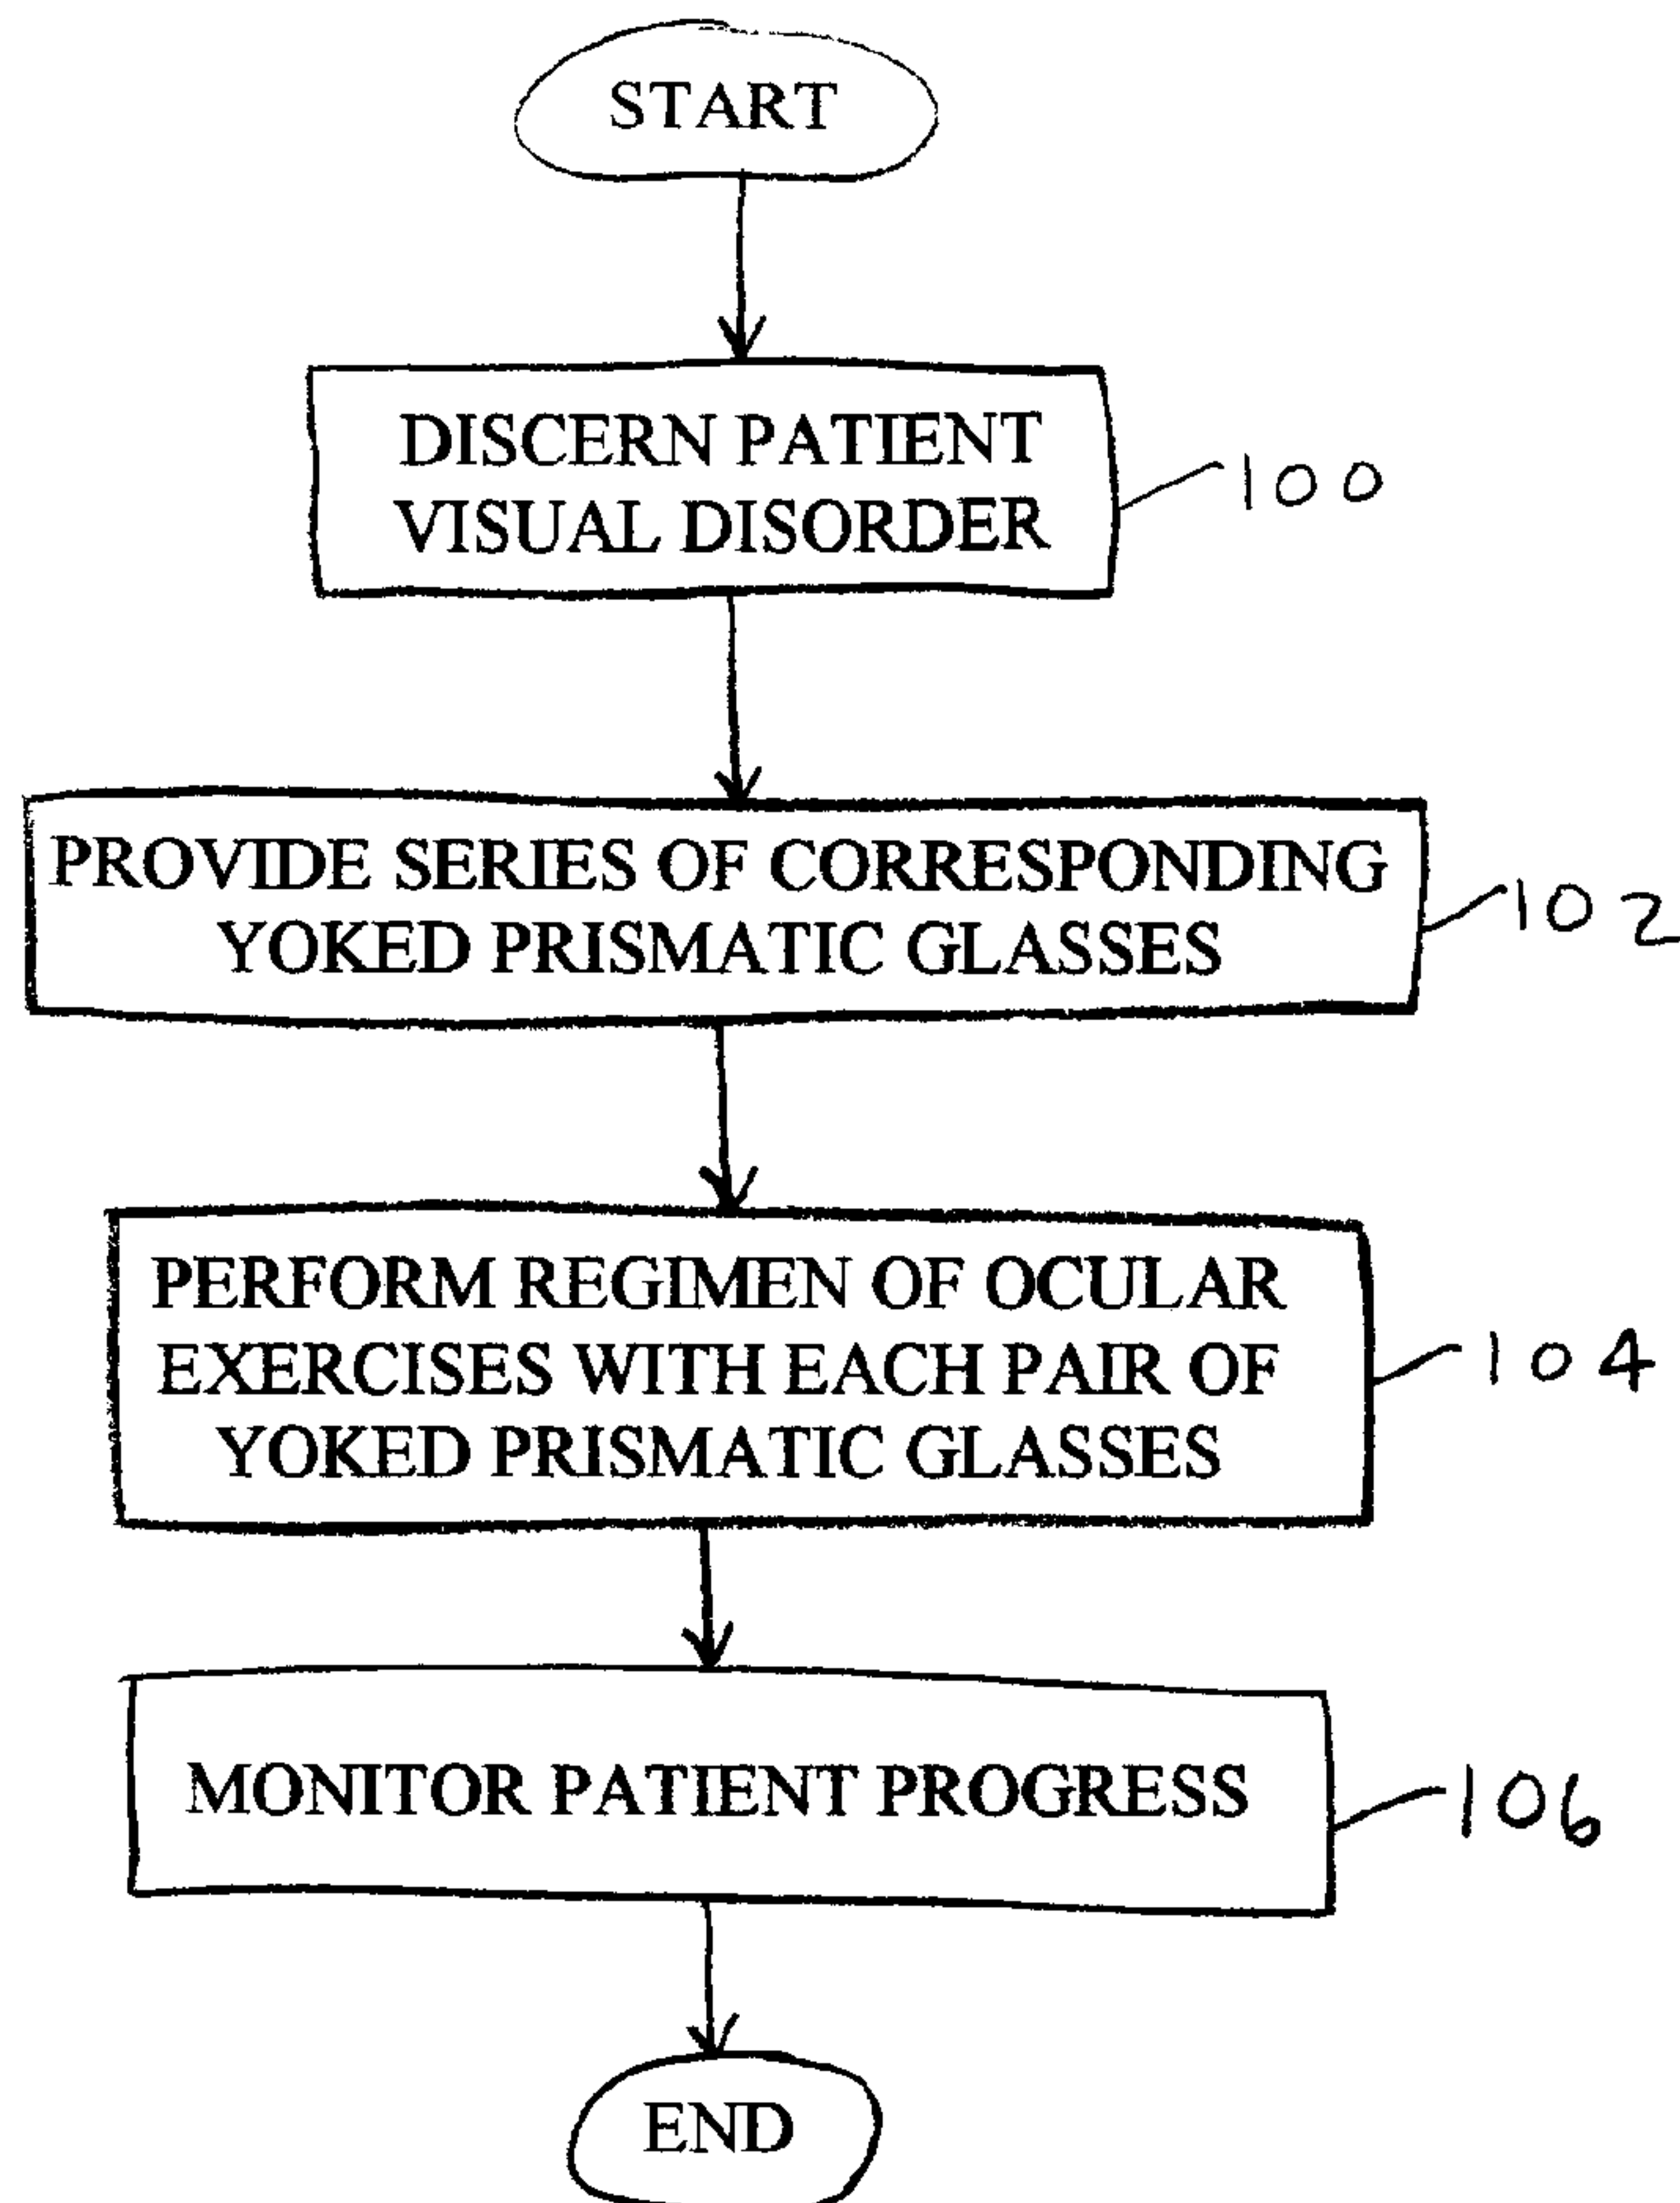 START
DISCERN PATIENT
VISUAL DISORDER
100
PROVIDE SERIES OF CORRESPONDING
YOKED PRISMATIC GLASSES
102
PERFORM REGIMEN OF OCULAR
EXERCISES WITH EACH PAIR OF
YOKED PRISMATIC GLASSES
104
MONITOR PATIENT PROGRESS
106
END